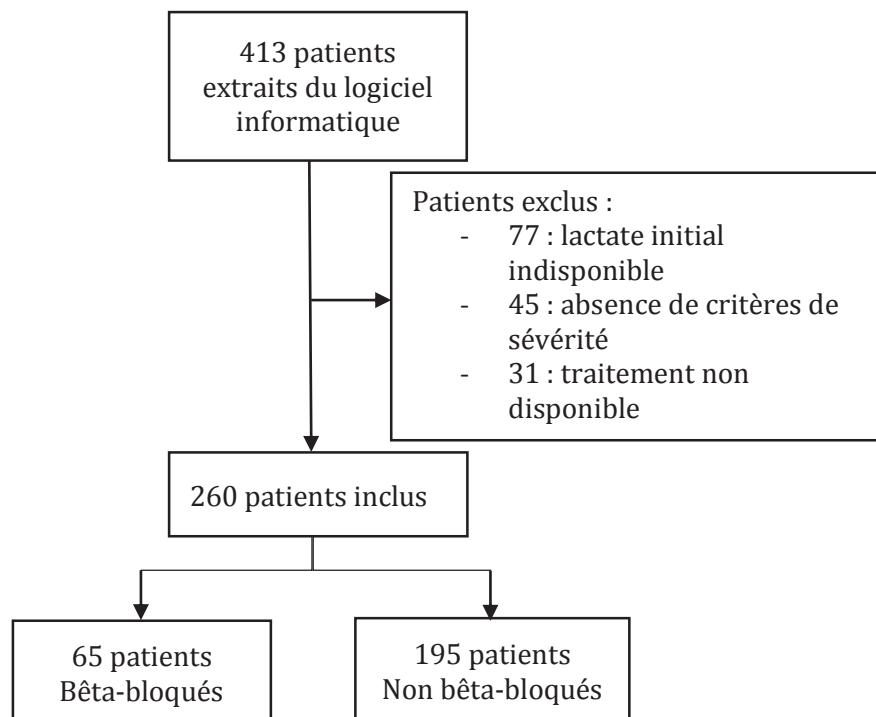 413 patients
extraits du logiciel
informatique
Patients exclus :
- 77 : lactate initial
indisponible
- 45 : absence de critères de
sévérité
- 31 : traitement non
disponible
260 patients inclus
65 patients
Bêta-bloqués
195 patients
Non bêta-bloqués